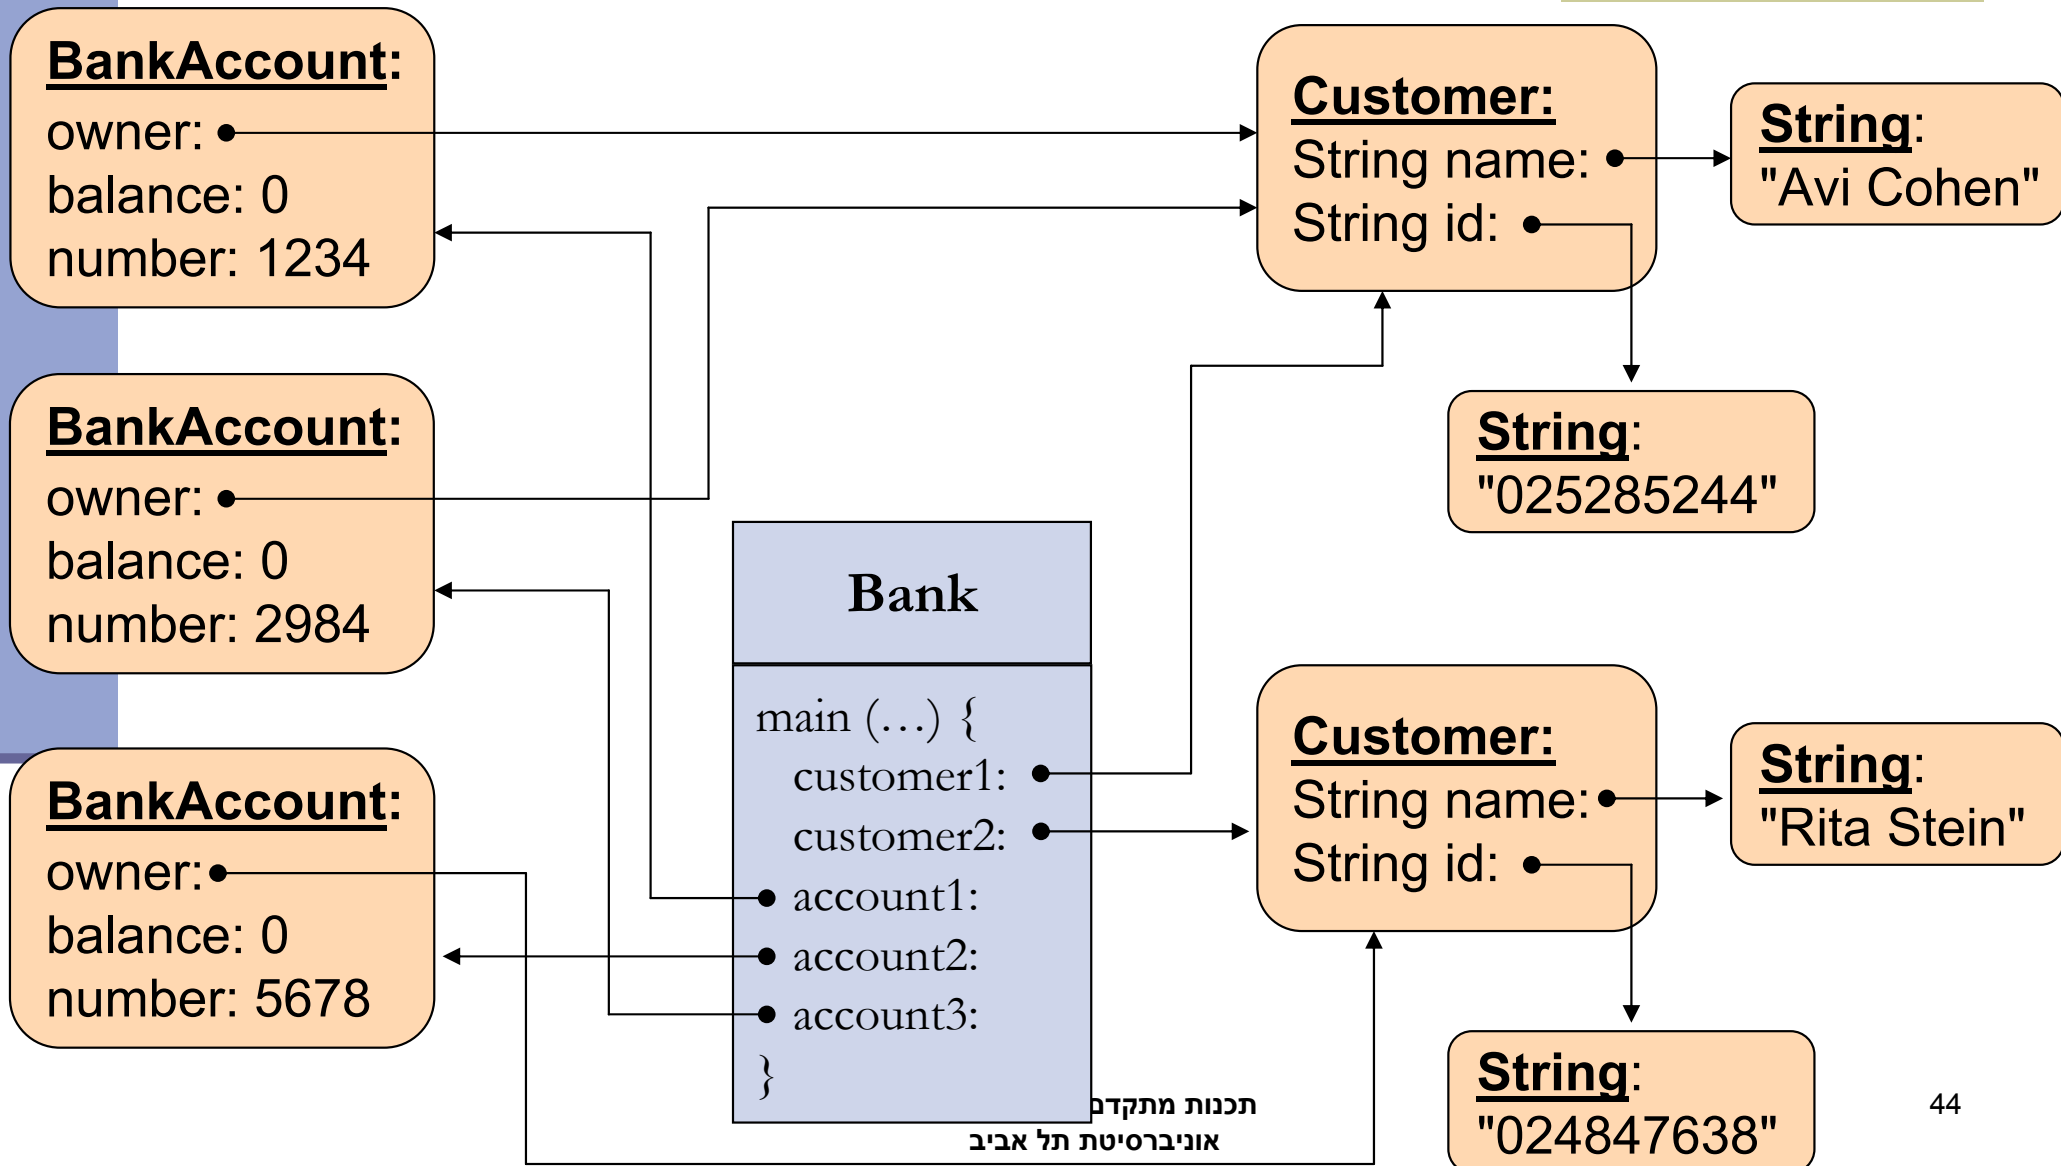 BankAccount:
owner:
balance: 0
number: 1234
Customer:
String name:
String id:
String:
"Avi Cohen"
String:
"025285244"
BankAccount:
owner:
balance: 0
number: 2984
Bank
main (…) {
customer1:
customer2:
account1:
account2:
account3:
}
BankAccount:
owner:
balance: 0
number: 5678
Customer:
String name:
String id:
String:
"Rita Stein"
String:
"024847638"
תכנות מתקדם
אוניברסיטת תל אביב
44